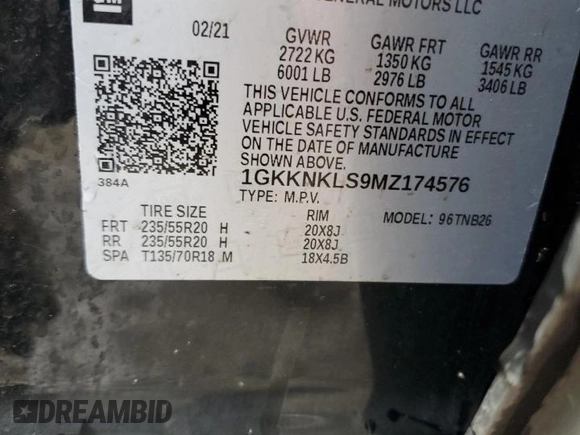 GM
GENERAL MOTORS LLC
02/21 GVWR GAWR FRT GAWR RR
2722 KG 1350 KG 1545 KG
6001 LB 2976 LB 3406 LB
THIS VEHICLE CONFORMS TO ALL
APPLICABLE U.S. FEDERAL MOTOR
VEHICLE SAFETY STANDARDS IN EFFECT
ON THE DATE OF MANUFACTURE
SHOWN ABOVE.
384A
1GKKNKLS9MZ174576
TYPE: M.P.V.
TIRE SIZE RIM MODEL: 96TNB26
FRT 235/55R20 H 20X8J
RR 235/55R20 H 20X8J
SPA T135/70R18 M 18X4.5B
DREAMBID